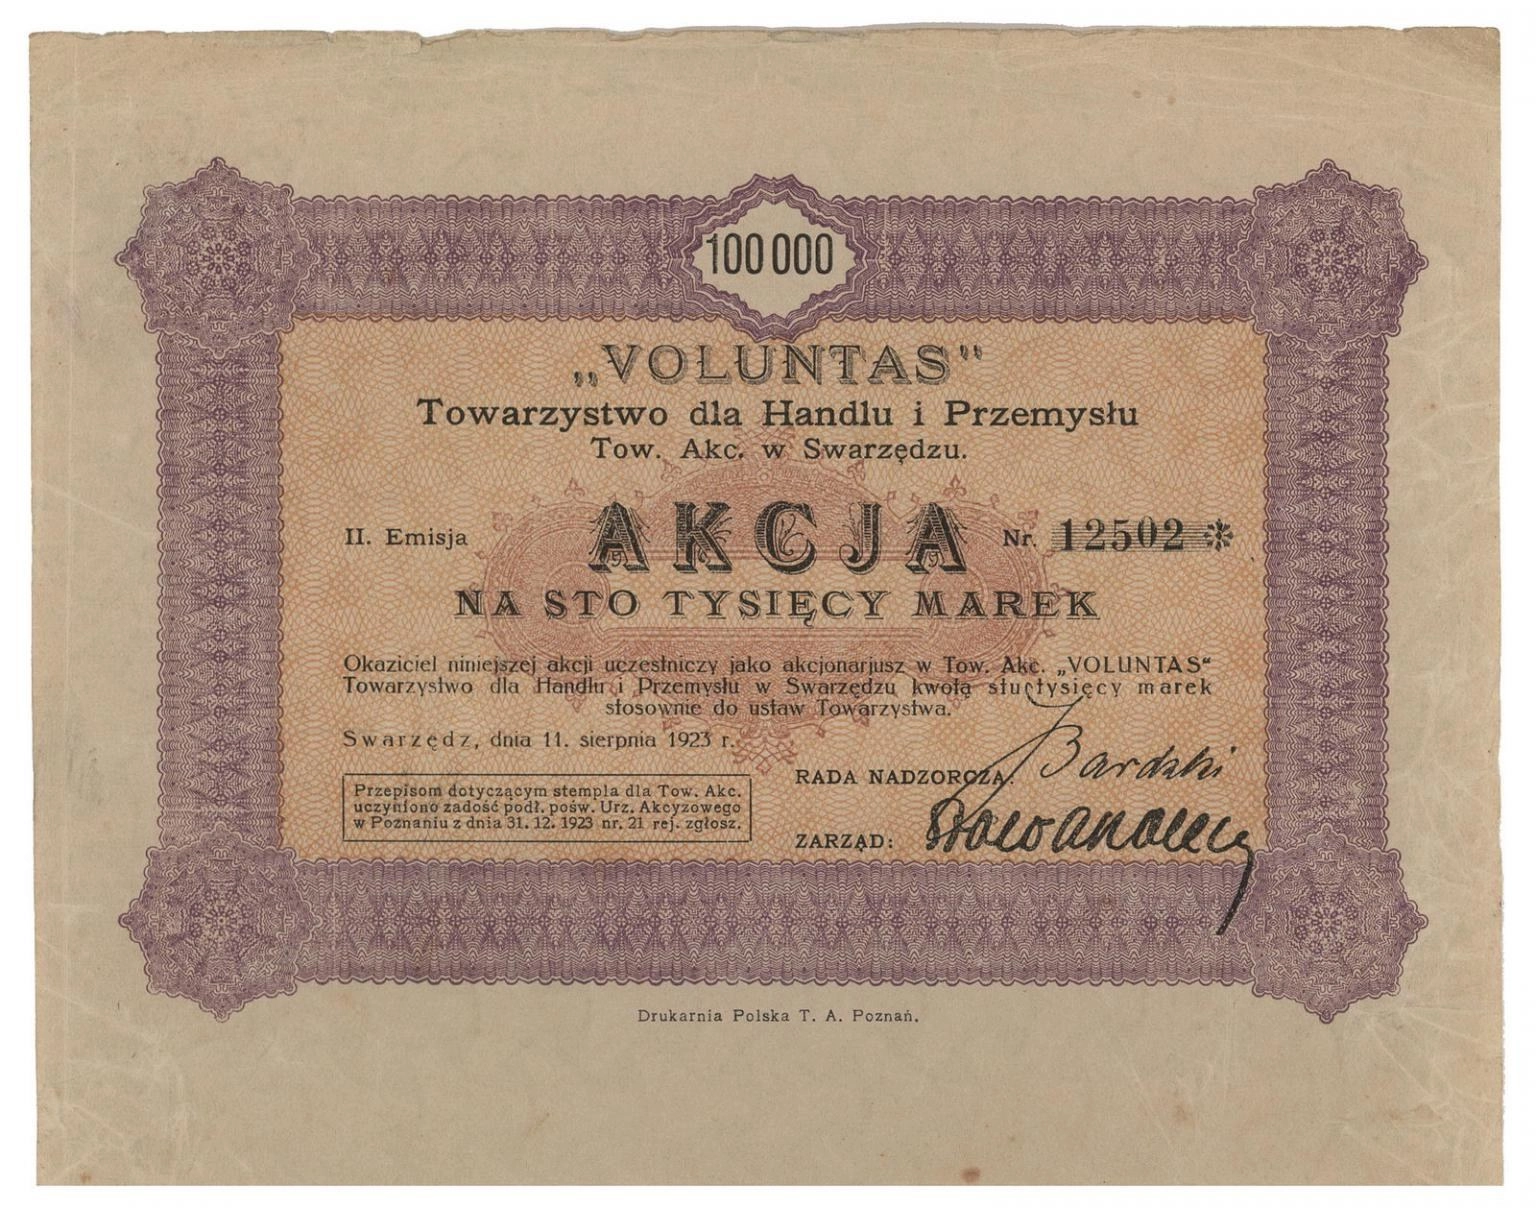 100 000
„VOLUNTAS"
Towarzystwo dla Handlu i Przemysłu
Tow. Akc. w Swarzędzu.
II. Emisja AKCJA Nr. 12502 *
NA STO TYSIĘCY MAREK
Okaziciel niniejszej akcji uczestniczy jako akcjonarjusz w Tow. Akc. „VOLUNTAS"
Towarzystwo dla Handlu i Przemysłu w Swarzędzu kwotą stutysięcy marek
stosownie do ustaw Towarzystwa.
Swarzędz, dnia 11. sierpnia 1923 r.
Przepisom dotyczącym stempla dla Tow. Akc.
uczyniono zadość podł. pośw. Urz. Akcyzowego
w Poznaniu z dnia 31. 12. 1923 nr. 21 rej. zgłosz.
RADA NADZORCZA: Bardzki
ZARZĄD:
Drukarnia Polska T. A. Poznań.